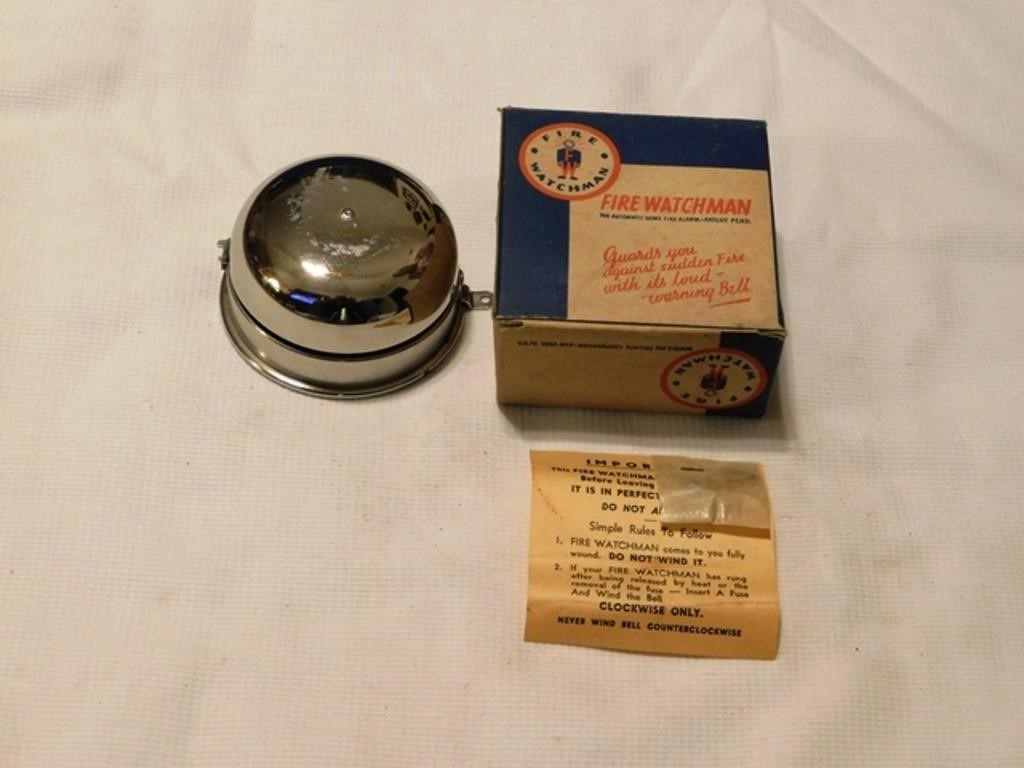 FIRE
WATCHMAN
FIRE WATCHMAN
THE AUTOMATIC HOME FIRE ALARM—PATENT PEND.
Guards you
against sudden Fire
with its loud -
warning Bell
FIRE
WATCHMAN
IMPOR
This FIRE WATCHMA
Before Leaving
IT IS IN PERFECT
DO NOT A
Simple Rules To Follow
1. FIRE WATCHMAN comes to you fully
wound. DO NOT WIND IT.
2. If your FIRE WATCHMAN has rung
after being released by heat or the
removal of the fuse — Insert A Fuse
And Wind the Bell
CLOCKWISE ONLY.
NEVER WIND BELL COUNTERCLOCKWISE